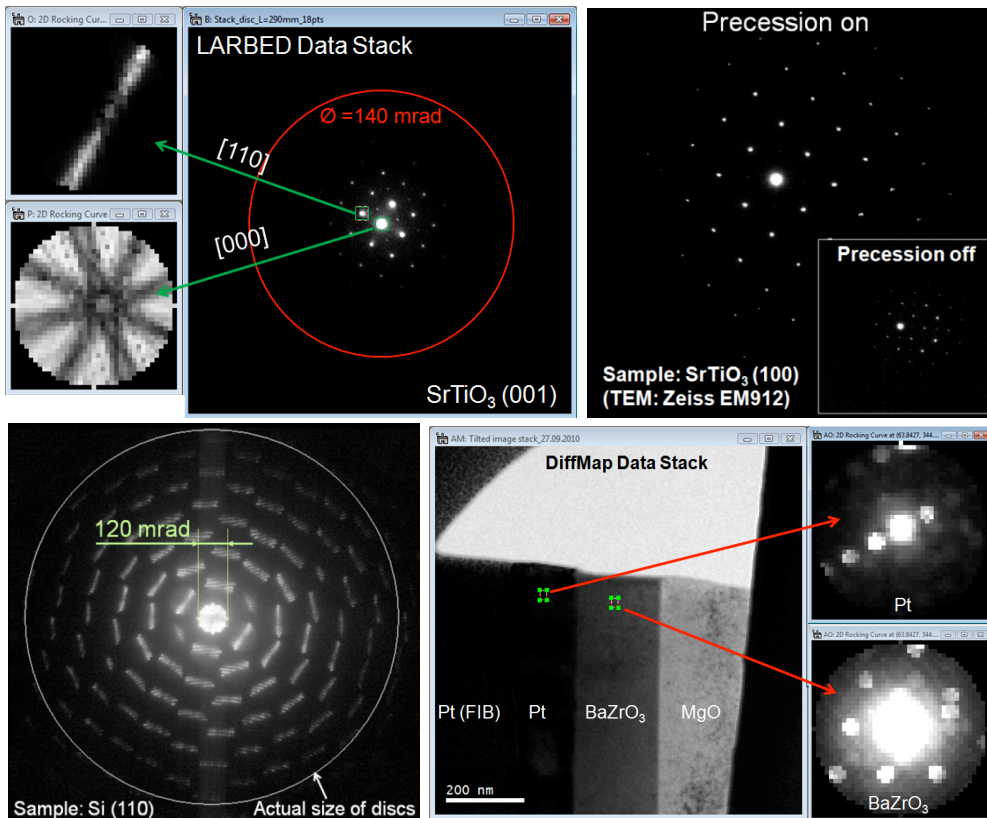 O: 2D Rocking Cur...
B: Stack_disc_L=290mm_18pts
LARBED Data Stack
Ø =140 mrad
[110]
[000]
P: 2D Rocking Curve
SrTiO3 (001)
Precession on
Precession off
Sample: SrTiO3 (100)
(TEM: Zeiss EM912)
120 mrad
Sample: Si (110)
Actual size of discs
AM: Tilted image stack_27.09.2010
DiffMap Data Stack
Pt (FIB)
Pt
BaZrO3
MgO
200 nm
AO: 2D Rocking Curve at (63.8427, 344....
Pt
AO: 2D Rocking Curve at (63.8427, 344....
BaZrO3